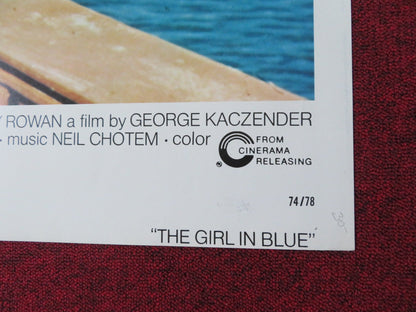 ROWAN a film by GEORGE KACZENDER
· music NEIL CHOTEM · color
FROM
CINERAMA
RELEASING
74/78
"THE GIRL IN BLUE"